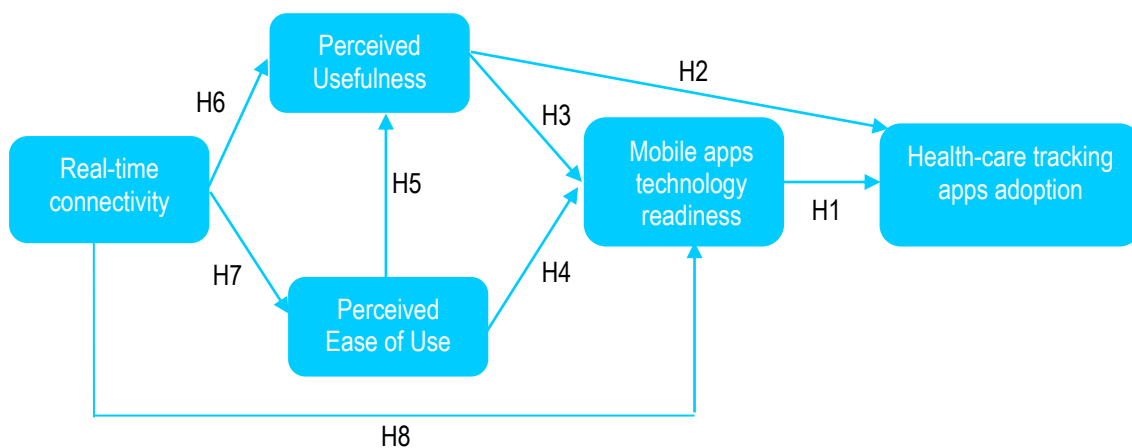 Perceived
Usefulness
H2
H6
H3
Real-time
connectivity
H5
Mobile apps
technology
readiness
H1
Health-care tracking
apps adoption
H7
H4
Perceived
Ease of Use
H8